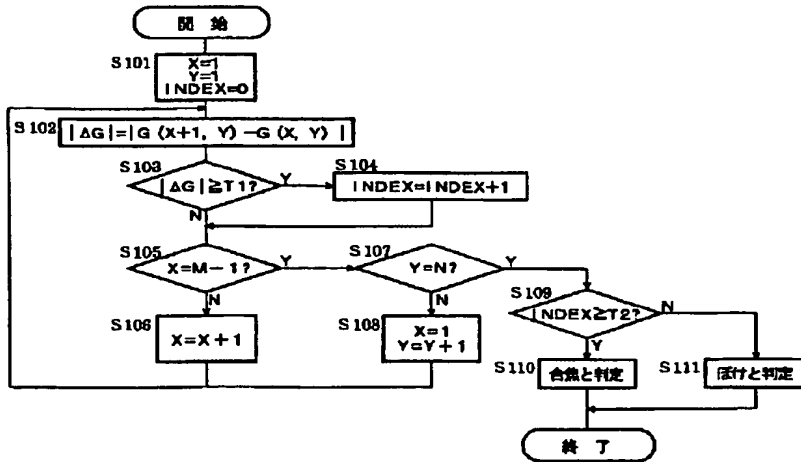 開 始
S101
X=1
Y=1
INDEX=0
S102
|ΔG|=|G (X+1, Y) -G (X, Y) |
S103
|ΔG|≧T1?
Y
N
S104
INDEX=INDEX+1
S105
X=M-1?
Y
N
S107
Y=N?
Y
N
S106
X=X+1
S108
X=1
Y=Y+1
S109
INDEX≧T2?
N
Y
S110
合焦と判定
S111
ぼけと判定
終 了